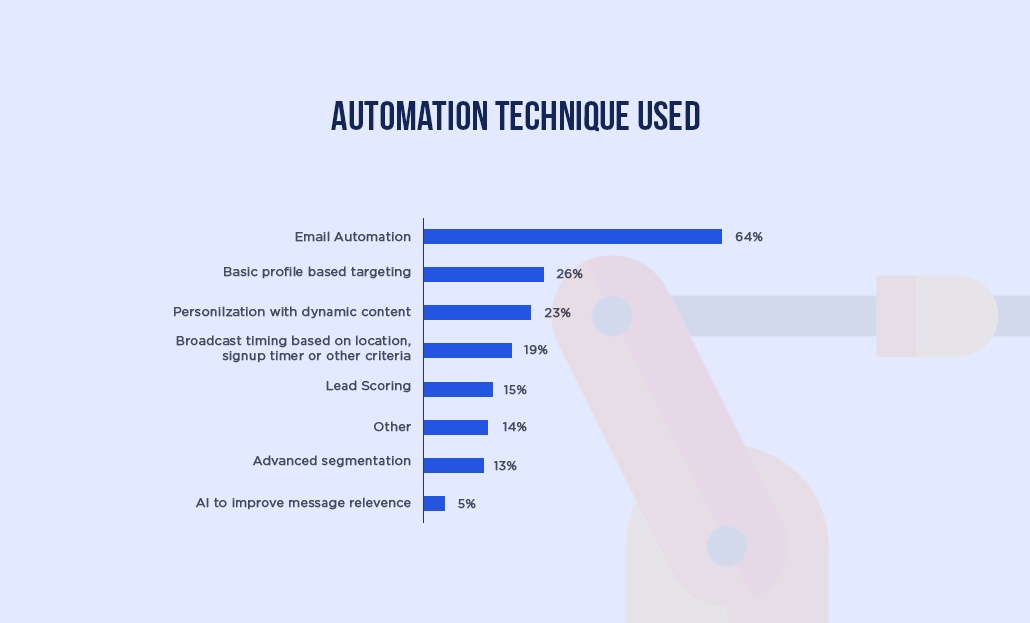 AUTOMATION TECHNIQUE USED
Email Automation 64%
Basic profile based targeting 26%
Personilzation with dynamic content 23%
Broadcast timing based on location,
signup timer or other criteria 19%
Lead Scoring 15%
Other 14%
Advanced segmentation 13%
AI to improve message relevence 5%